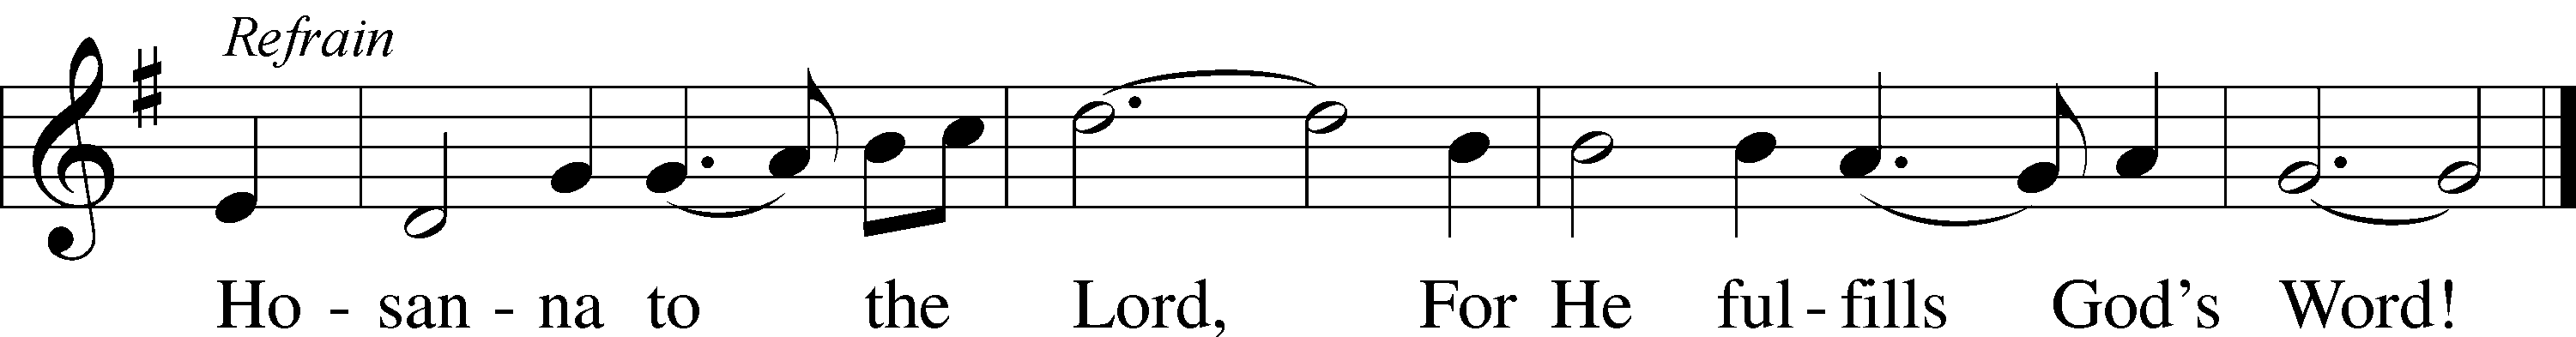 Refrain
Ho - san - na to the Lord, For He ful - fills God's Word!